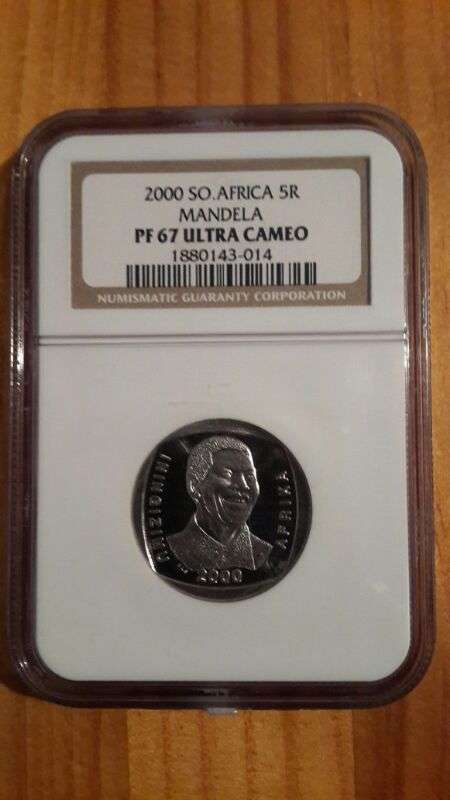 2000 SO.AFRICA 5R
MANDELA
PF 67 ULTRA CAMEO
1880143-014
NUMISMATIC GUARANTY CORPORATION
AFRIKA
2000